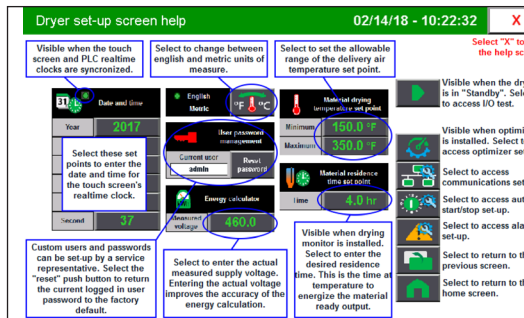 Dryer set-up screen help
02/14/18 - 10:22:32
X
Select "X" to
the help sc
Visible when the touch
screen and PLC realtime
clocks are syncronized.
Select to change between
english and metric units of
measure.
Select to set the allowable
range of the delivery air
temperature set point.
31
Date and time
Year
2017
Select these set
points to enter the
date and time for
the touch screen's
realtime clock.
Second
37
English
Metric
°F
°C
User password
management
Current user
admin
Reset
password
Energy calculator
Measured
voltage
460.0
Material drying
temperature set point
Minimum
150.0 °F
Maximum
350.0 °F
Material residence
time set point
Time
4.0 hr
Custom users and passwords
can be set-up by a service
representative. Select the
"reset" push button to return
the current logged in user
password to the factory
default.
Select to enter the actual
measured supply voltage.
Entering the actual voltage
improves the accuracy of the
energy calculation.
Visible when drying
monitor is installed.
Select to enter the
desired residence
time. This is the time at
temperature to
energize the material
ready output.
Visible when the dry
is in "Standby". Sele
to access I/O test.
Visible when optimi
is installed. Select t
access optimizer se
Select to access
communications set
Select to access aut
start/stop set-up.
Select to access ala
set-up.
Select to return to th
previous screen.
Select to return to th
home screen.